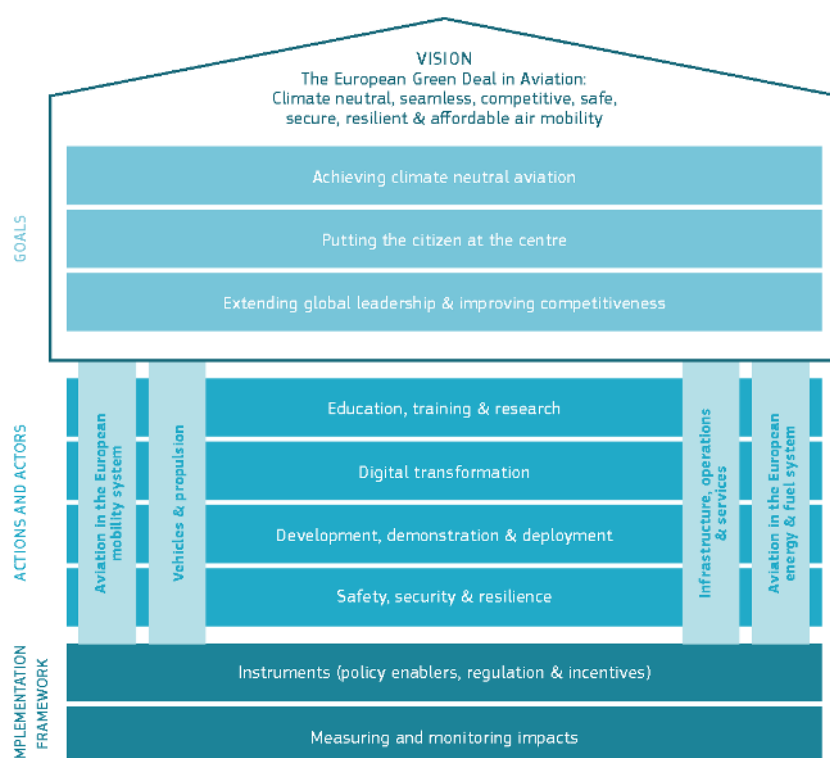 VISION
The European Green Deal in Aviation:
Climate neutral, seamless, competitive, safe,
secure, resilient & affordable air mobility
GOALS
Achieving climate neutral aviation
Putting the citizen at the centre
Extending global leadership & improving competitiveness
ACTIONS AND ACTORS
Aviation in the European
mobility system
Vehicles & propulsion
Education, training & research
Digital transformation
Development, demonstration & deployment
Safety, security & resilience
Infrastructure, operations
& services
Aviation in the European
energy & fuel system
MPLEMENTATION
FRAMEWORK
Instruments (policy enablers, regulation & incentives)
Measuring and monitoring impacts